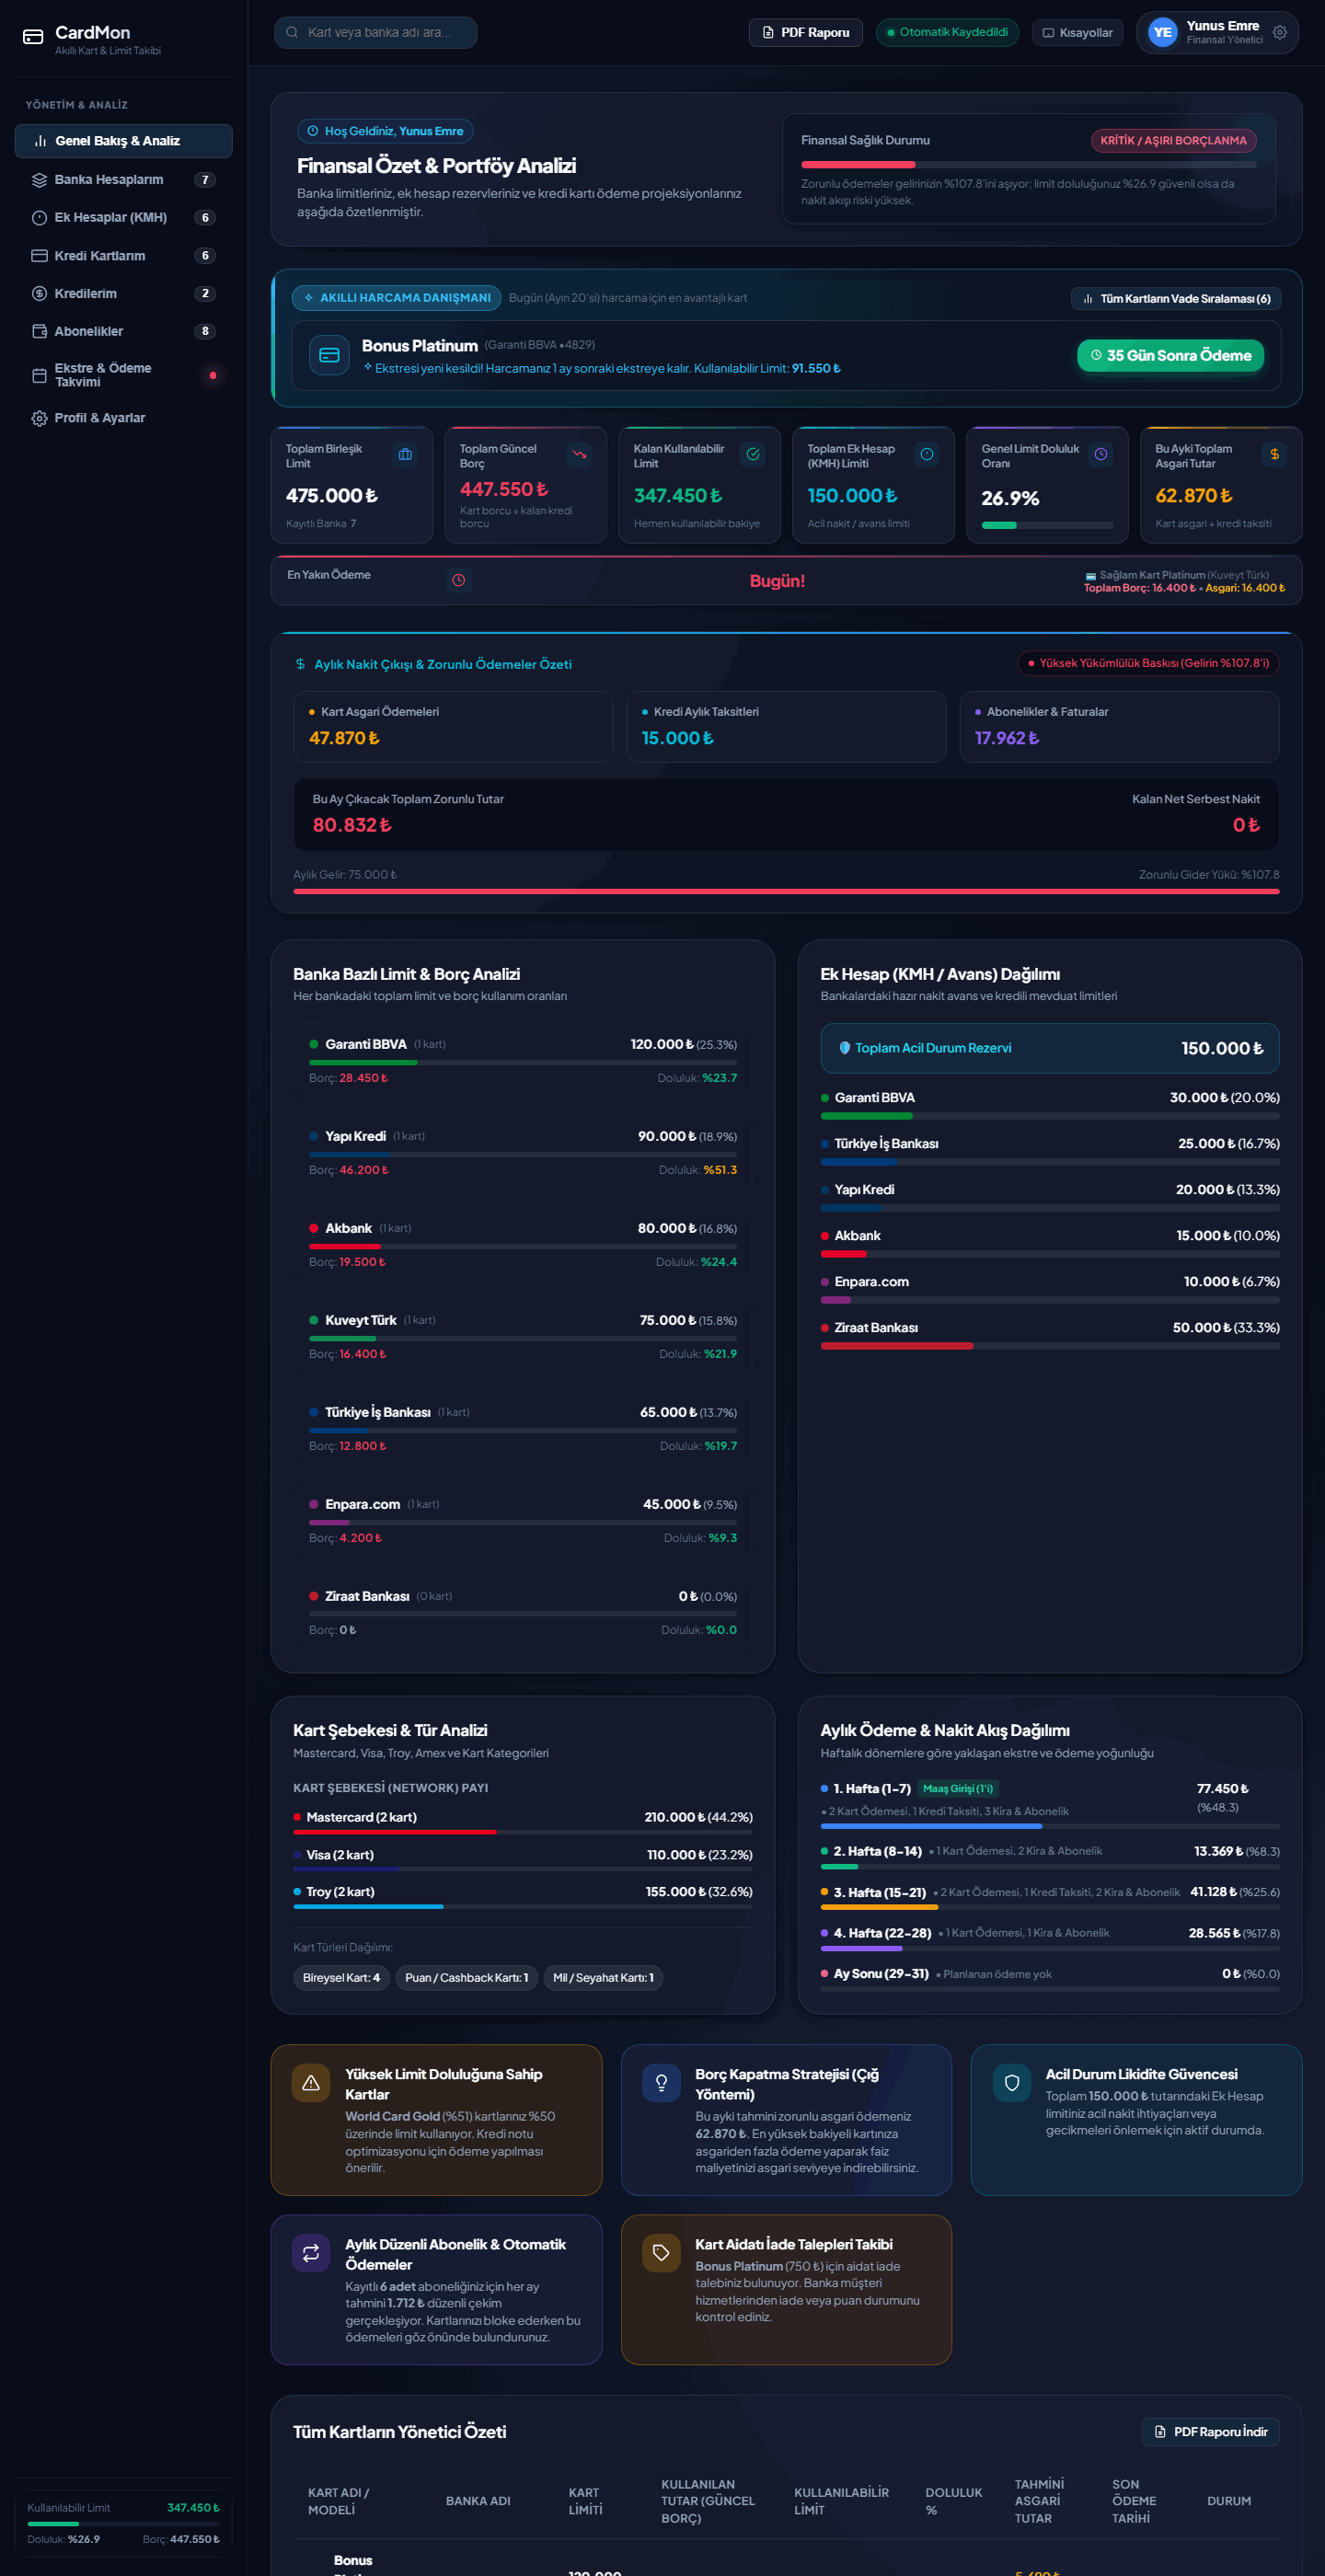 CardMon
Akıllı Kart & Limit Takibi
YÖNETİM & ANALİZ
Genel Bakış & Analiz
Banka Hesaplarım 7
Ek Hesaplar (KMH) 6
Kredi Kartlarım 6
Kredilerim 2
Abonelikler 8
Ekstre & Ödeme
Takvimi
Profil & Ayarlar
Kart veya banka adı ara...
PDF Raporu
Otomatik Kaydedildi
Kısayollar
YE
Yunus Emre
Finansal Yönetici
Hoş Geldiniz, Yunus Emre
Finansal Özet & Portföy Analizi
Banka limitleriniz, ek hesap rezervleriniz ve kredi kartı ödeme projeksiyonlarınız
aşağıda özetlenmiştir.
Finansal Sağlık Durumu
KRİTİK / AŞIRI BORÇLANMA
Zorunlu ödemeler gelirinizin %107.8'ini aşıyor; limit doluluğunuz %26.9 güvenli olsa da
nakit akışı riski yüksek.
AKILLI HARCAMA DANIŞMANI
Bugün (Ayın 20'si) harcama için en avantajlı kart
Tüm Kartların Vade Sıralaması (6)
Bonus Platinum (Garanti BBVA •4829)
Ekstresi yeni kesildi! Harcamanız 1 ay sonraki ekstreye kalır. Kullanılabilir Limit: 91.550 ₺
35 Gün Sonra Ödeme
Toplam Birleşik
Limit
475.000 ₺
Kayıtlı Banka 7
Toplam Güncel
Borç
447.550 ₺
Kart borcu + kalan kredi
borcu
Kalan Kullanılabilir
Limit
347.450 ₺
Hemen kullanılabilir bakiye
Toplam Ek Hesap
(KMH) Limiti
150.000 ₺
Acil nakit / avans limiti
Genel Limit Doluluk
Oranı
26.9%
Bu Ayki Toplam
Asgari Tutar
62.870 ₺
Kart asgari + kredi taksiti
En Yakın Ödeme
Bugün!
Sağlam Kart Platinum (Kuveyt Türk)
Toplam Borç: 16.400 ₺ • Asgari: 16.400 ₺
Aylık Nakit Çıkışı & Zorunlu Ödemeler Özeti
Yüksek Yükümlülük Baskısı (Gelirin %107.8'i)
Kart Asgari Ödemeleri
47.870 ₺
Kredi Aylık Taksitleri
15.000 ₺
Abonelikler & Faturalar
17.962 ₺
Bu Ay Çıkacak Toplam Zorunlu Tutar
80.832 ₺
Kalan Net Serbest Nakit
0 ₺
Aylık Gelir: 75.000 ₺
Zorunlu Gider Yükü: %107.8
Banka Bazlı Limit & Borç Analizi
Her bankadaki toplam limit ve borç kullanım oranları
Garanti BBVA (1 kart) 120.000 ₺ (25.3%)
Borç: 28.450 ₺ Doluluk: %23.7
Yapı Kredi (1 kart) 90.000 ₺ (18.9%)
Borç: 46.200 ₺ Doluluk: %51.3
Akbank (1 kart) 80.000 ₺ (16.8%)
Borç: 19.500 ₺ Doluluk: %24.4
Kuveyt Türk (1 kart) 75.000 ₺ (15.8%)
Borç: 16.400 ₺ Doluluk: %21.9
Türkiye İş Bankası (1 kart) 65.000 ₺ (13.7%)
Borç: 12.800 ₺ Doluluk: %19.7
Enpara.com (1 kart) 45.000 ₺ (9.5%)
Borç: 4.200 ₺ Doluluk: %9.3
Ziraat Bankası (0 kart) 0 ₺ (0.0%)
Borç: 0 ₺ Doluluk: %0.0
Ek Hesap (KMH / Avans) Dağılımı
Bankalardaki hazır nakit avans ve kredili mevduat limitleri
Toplam Acil Durum Rezervi 150.000 ₺
Garanti BBVA 30.000 ₺ (20.0%)
Türkiye İş Bankası 25.000 ₺ (16.7%)
Yapı Kredi 20.000 ₺ (13.3%)
Akbank 15.000 ₺ (10.0%)
Enpara.com 10.000 ₺ (6.7%)
Ziraat Bankası 50.000 ₺ (33.3%)
Kart Şebekesi & Tür Analizi
Mastercard, Visa, Troy, Amex ve Kart Kategorileri
KART ŞEBEKESİ (NETWORK) PAYI
Mastercard (2 kart) 210.000 ₺ (44.2%)
Visa (2 kart) 110.000 ₺ (23.2%)
Troy (2 kart) 155.000 ₺ (32.6%)
Kart Türleri Dağılımı:
Bireysel Kart: 4 Puan / Cashback Kartı: 1 Mil / Seyahat Kartı: 1
Aylık Ödeme & Nakit Akış Dağılımı
Haftalık dönemlere göre yaklaşan ekstre ve ödeme yoğunluğu
1. Hafta (1-7) Maaş Girişi (1'i) 77.450 ₺
• 2 Kart Ödemesi, 1 Kredi Taksiti, 3 Kira & Abonelik (%48.3)
2. Hafta (8-14) • 1 Kart Ödemesi, 2 Kira & Abonelik 13.369 ₺ (%8.3)
3. Hafta (15-21) • 2 Kart Ödemesi, 1 Kredi Taksiti, 2 Kira & Abonelik 41.128 ₺ (%25.6)
4. Hafta (22-28) • 1 Kart Ödemesi, 1 Kira & Abonelik 28.565 ₺ (%17.8)
Ay Sonu (29-31) • Planlanan ödeme yok 0 ₺ (%0.0)
Yüksek Limit Doluluğuna Sahip
Kartlar
World Card Gold (%51) kartlarınız %50
üzerinde limit kullanıyor. Kredi notu
optimizasyonu için ödeme yapılması
önerilir.
Borç Kapatma Stratejisi (Çığ
Yöntemi)
Bu ayki tahmini zorunlu asgari ödemeniz
62.870 ₺. En yüksek bakiyeli kartınıza
asgariden fazla ödeme yaparak faiz
maliyetinizi asgari seviyeye indirebilirsiniz.
Acil Durum Likidite Güvencesi
Toplam 150.000 ₺ tutarındaki Ek Hesap
limitiniz acil nakit ihtiyaçları veya
gecikmeleri önlemek için aktif durumda.
Aylık Düzenli Abonelik & Otomatik
Ödemeler
Kayıtlı 6 adet aboneliğiniz için her ay
tahmini 1.712 ₺ düzenli çekim
gerçekleşiyor. Kartlarınızı bloke ederken bu
ödemeleri göz önünde bulundurunuz.
Kart Aidatı İade Talepleri Takibi
Bonus Platinum (750 ₺) için aidat iade
talebiniz bulunuyor. Banka müşteri
hizmetlerinden iade veya puan durumunu
kontrol ediniz.
Tüm Kartların Yönetici Özeti
PDF Raporu İndir
KART ADI /
MODELİ
BANKA ADI
KART
LİMİTİ
KULLANILAN
TUTAR (GÜNCEL
BORÇ)
KULLANILABİLİR
LİMİT
DOLULUK
%
TAHMİNİ
ASGARİ
TUTAR
SON
ÖDEME
TARİHİ
DURUM
Bonus
Kullanılabilir Limit 347.450 ₺
Doluluk: %26.9 Borç: 447.550 ₺